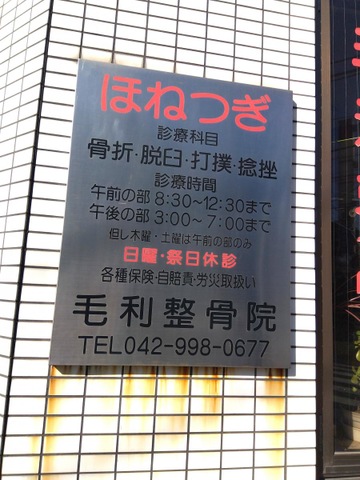 ほねつぎ
診療科目
骨折・脱臼・打撲・捻挫
診療時間
午前の部 8:30～12:30まで
午後の部 3:00～7:00まで
但し木曜・土曜は午前の部のみ
日曜・祭日休診
各種保険・自賠責・労災取扱い
毛利整骨院
TEL042-998-0677